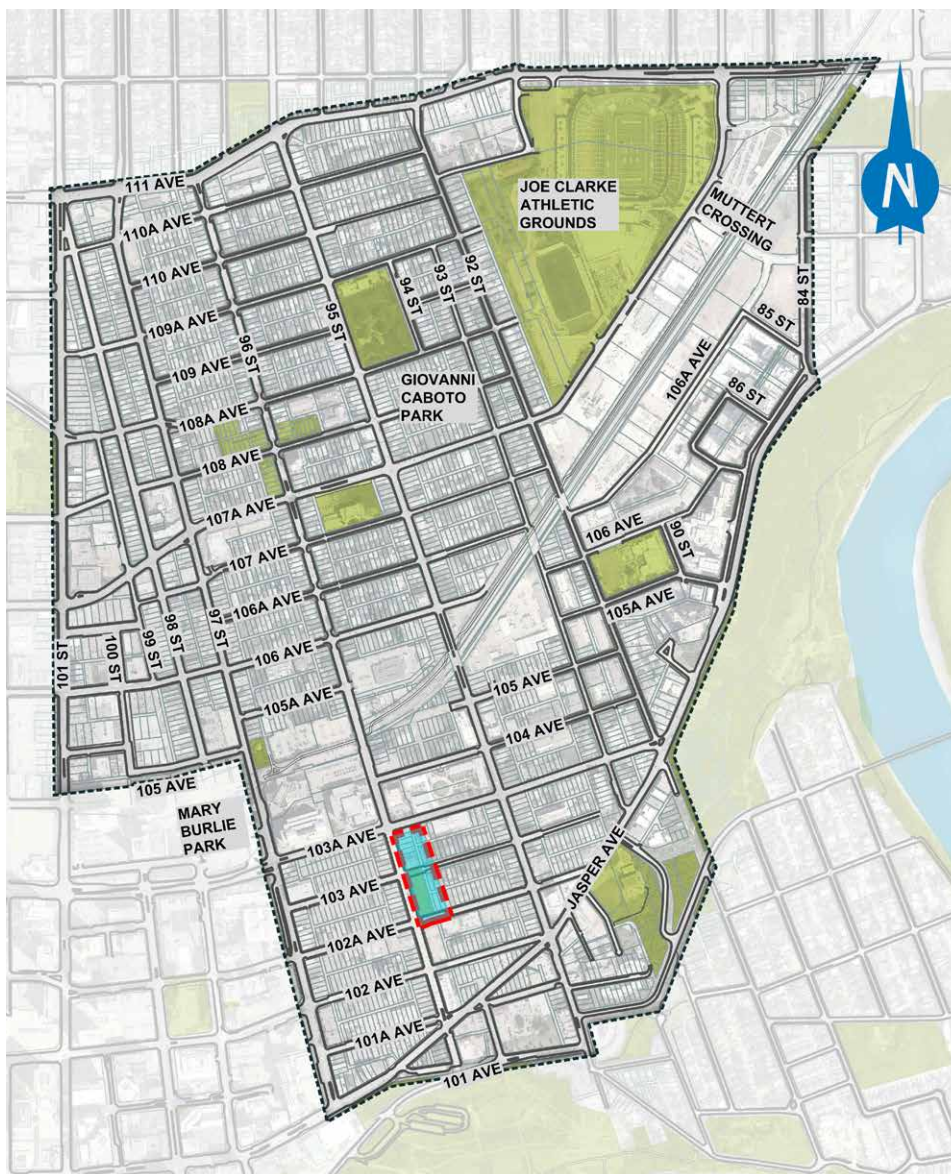 111 AVE
110A AVE
110 AVE
109A AVE
109 AVE
108A AVE
108 AVE
107A AVE
107 AVE
106A AVE
106 AVE
105A AVE
JOE CLARKE
ATHLETIC
GROUNDS
MUTTERT
CROSSING
N
92 ST
93 ST
94 ST
95 ST
96 ST
84 ST
85 ST
86 ST
106A AVE
GIOVANNI
CABOTO
PARK
106 AVE
90 ST
105A AVE
101 ST
100 ST
99 ST
98 ST
97 ST
105 AVE
104 AVE
105 AVE
MARY
BURLIE
PARK
103A AVE
103 AVE
102A AVE
102 AVE
101A AVE
JASPER AVE
101 AVE